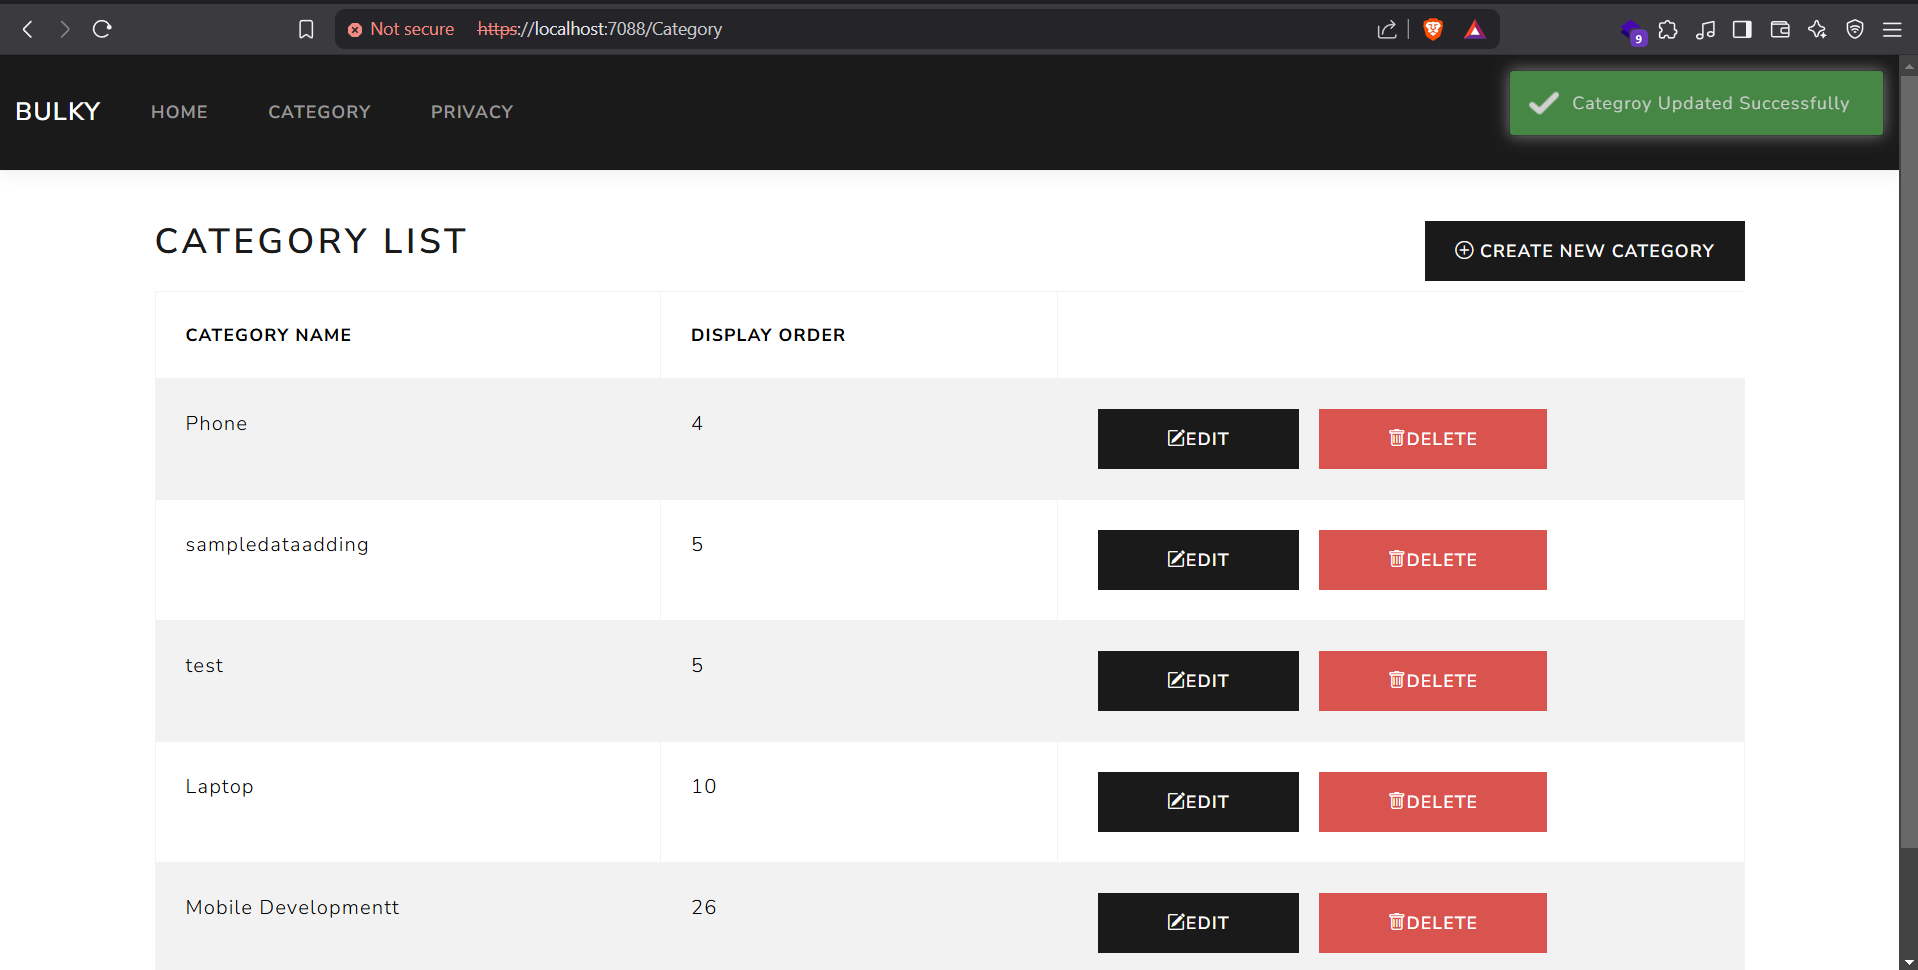 Not secure https://localhost:7088/Category
9
BULKY HOME CATEGORY PRIVACY
Categroy Updated Successfully
CATEGORY LIST
CREATE NEW CATEGORY
CATEGORY NAME DISPLAY ORDER
Phone 4 EDIT DELETE
sampledataadding 5 EDIT DELETE
test 5 EDIT DELETE
Laptop 10 EDIT DELETE
Mobile Developmentt 26 EDIT DELETE